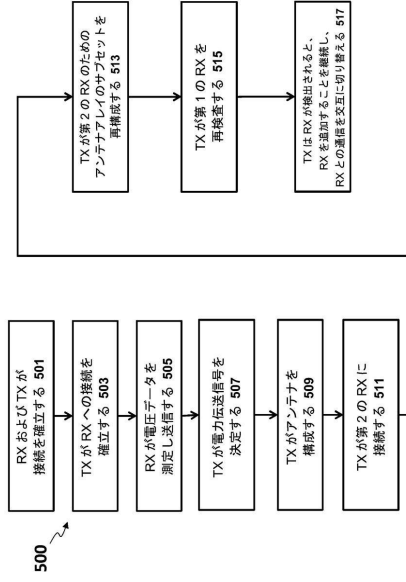 500
RX および TX が
接続を確立する 501
TX が RX への接続を
確立する 503
RX が電圧データを
測定し送信する 505
TX が電力伝送信号を
決定する 507
TX がアンテナを
構成する 509
TX が第 2 の RX に
接続する 511
TX が第 2 の RX のための
アンテナアレイのサブセットを
再構成する 513
TX が第 1 の RX を
再検査する 515
TX は RX が検出されると、
RX を追加することを継続し、
RX との通信を交互に切り替える 517